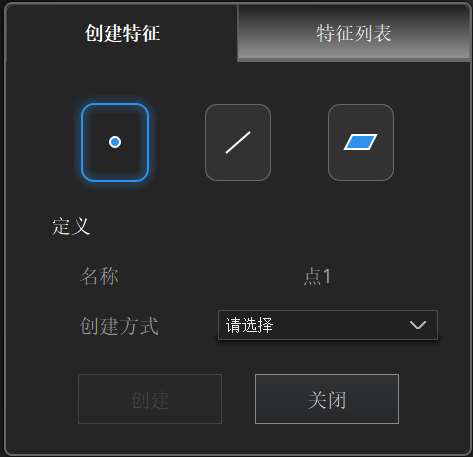 创建特征 特征列表
定义
名称 点1
创建方式 请选择
创建 关闭